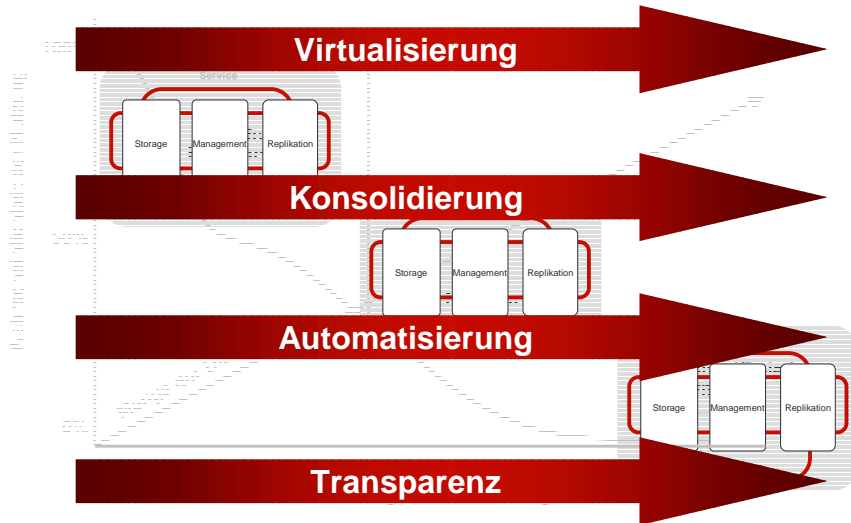 Virtualisierung
Service
Storage Management Replikation
Konsolidierung
Storage Management Replikation
Automatisierung
Storage Management Replikation
Transparenz